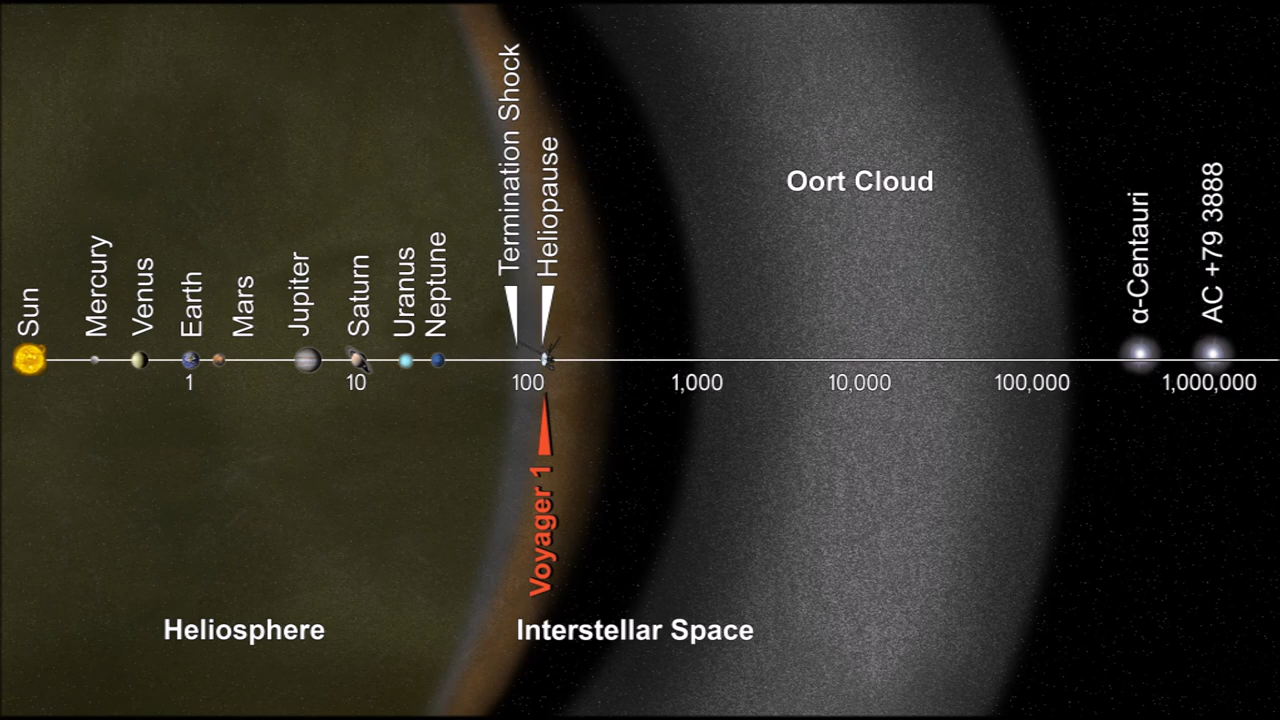 Sun
Mercury
Venus
Earth
Mars
Jupiter
Saturn
Uranus
Neptune
Termination Shock
Heliopause
Oort Cloud
α-Centauri
AC +79 3888
1
10
100
1,000
10,000
100,000
1,000,000
Voyager 1
Heliosphere
Interstellar Space